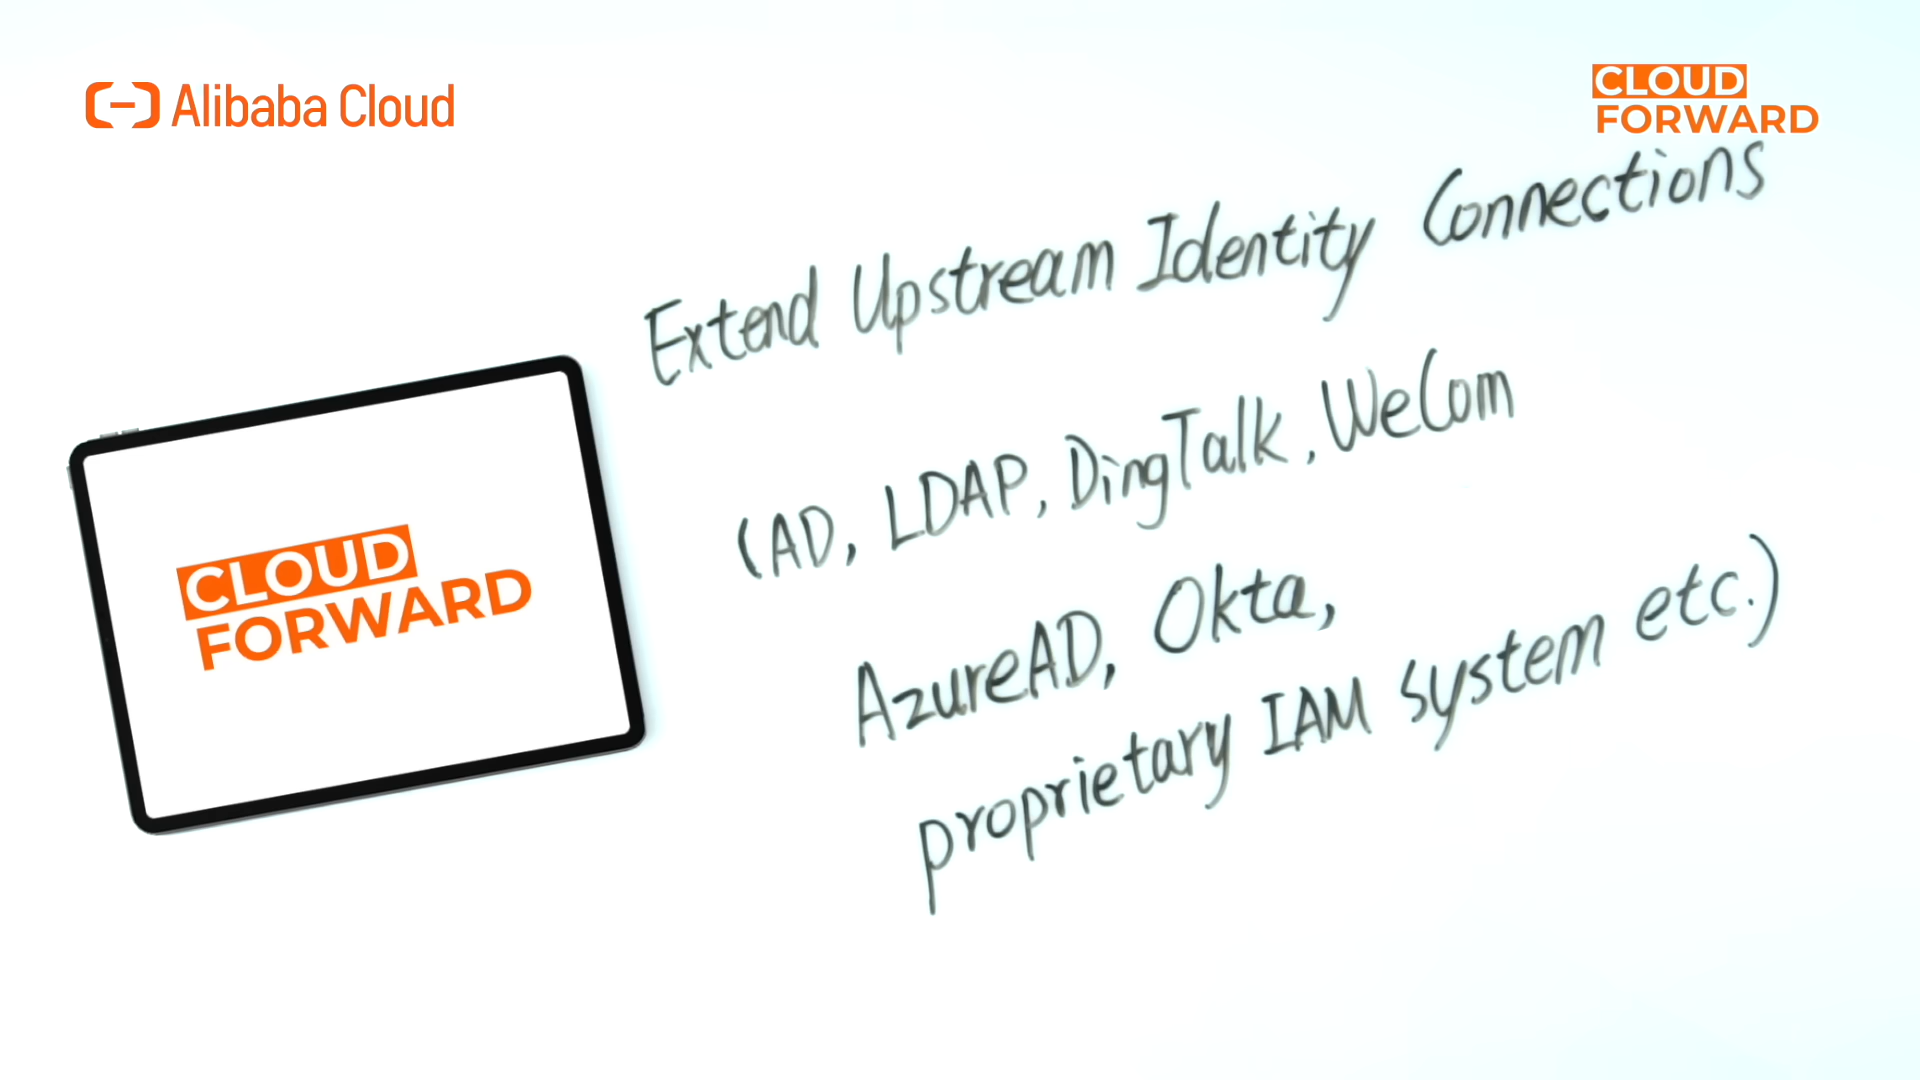 Alibaba Cloud
CLOUD
FORWARD
Extend Upstream Identity Connections
(AD, LDAP, DingTalk, WeCom
AzureAD, Okta,
proprietary IAM system etc.)
CLOUD
FORWARD